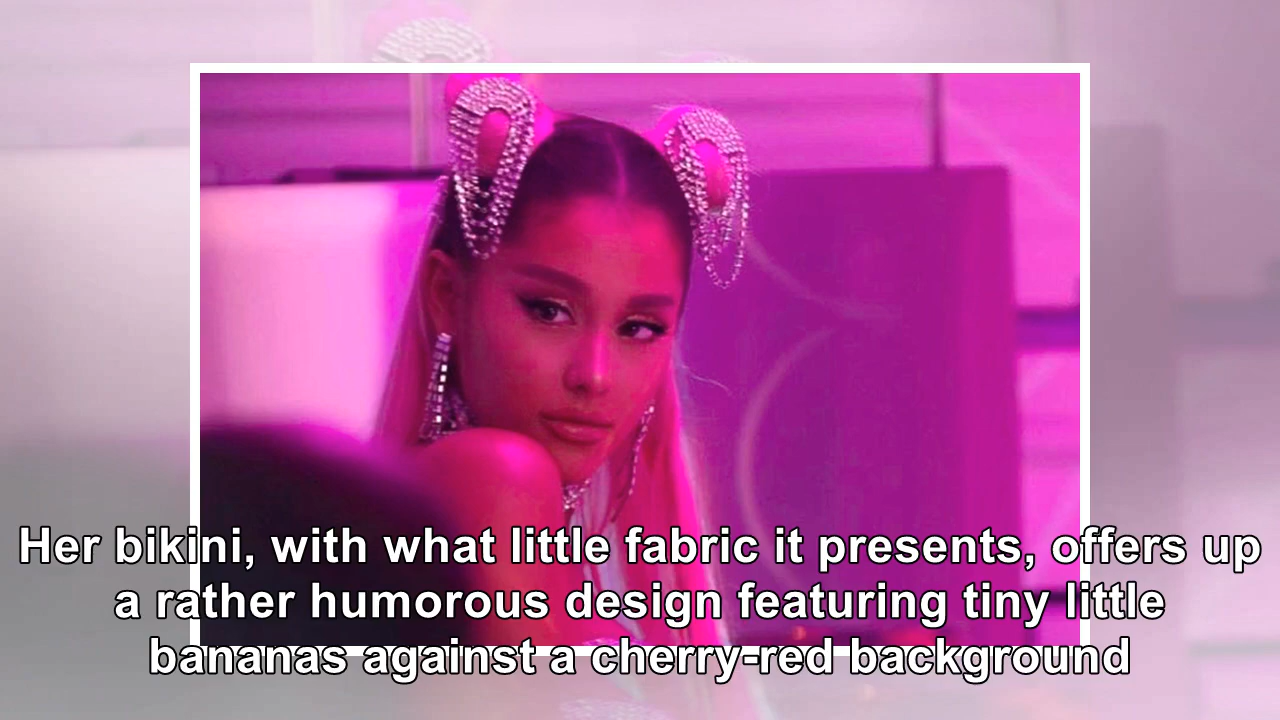 Her bikini, with what little fabric it presents, offers up
a rather humorous design featuring tiny little
bananas against a cherry-red background